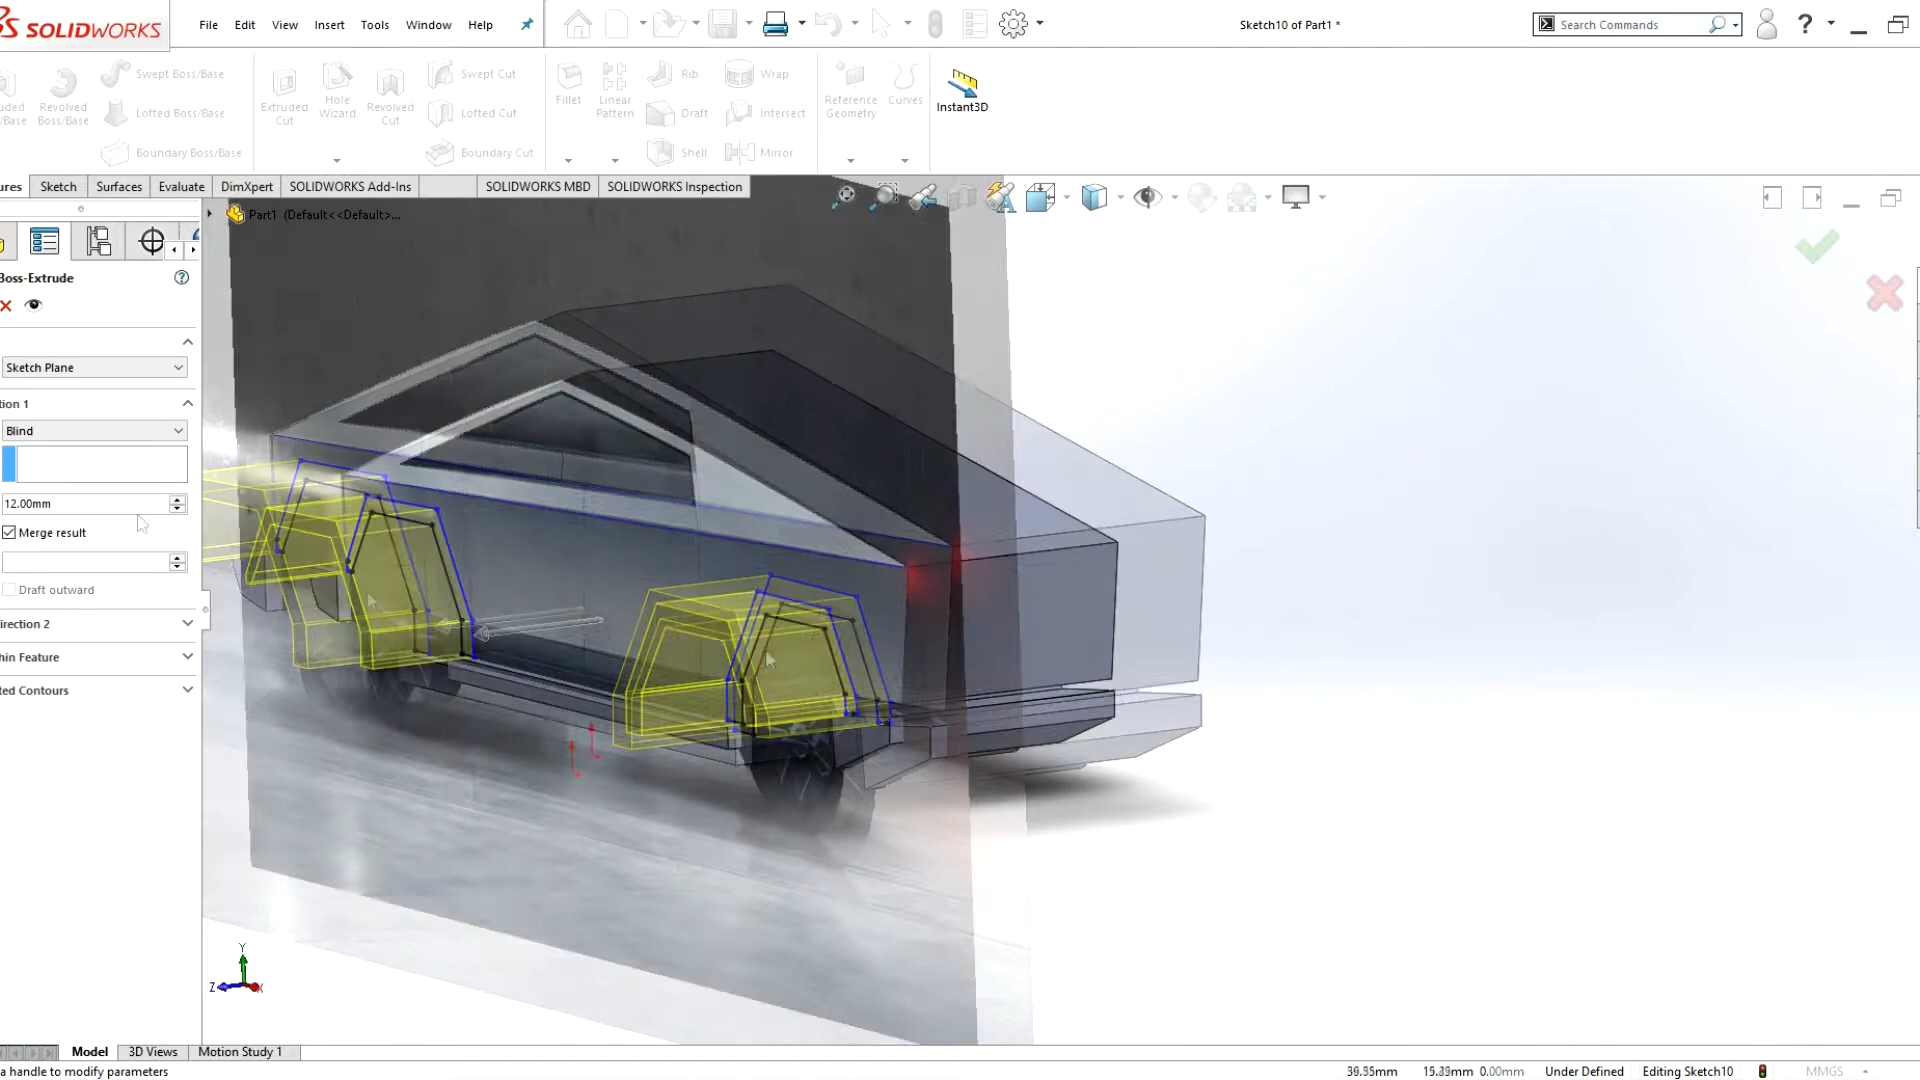 SOLIDWORKS
File Edit View Insert Tools Window Help
Sketch10 of Part1 *
Search Commands
?
uded
/Base
Revolved
Boss/Base
Swept Boss/Base
Lofted Boss/Base
Boundary Boss/Base
Extruded
Cut
Hole
Wizard
Revolved
Cut
Swept Cut
Lofted Cut
Boundary Cut
Fillet
Linear
Pattern
Rib
Draft
Shell
Wrap
Intersect
Mirror
Reference
Geometry
Curves
Instant3D
ures Sketch Surfaces Evaluate DimXpert SOLIDWORKS Add-Ins SOLIDWORKS MBD SOLIDWORKS Inspection
Part1 (Default<<Default>...
Boss-Extrude
Sketch Plane
tion 1
Blind
12.00mm
Merge result
Draft outward
irection 2
hin Feature
ted Contours
Y
Z
X
Model 3D Views Motion Study 1
a handle to modify parameters
0.00mm Under Defined Editing Sketch10 MMGS